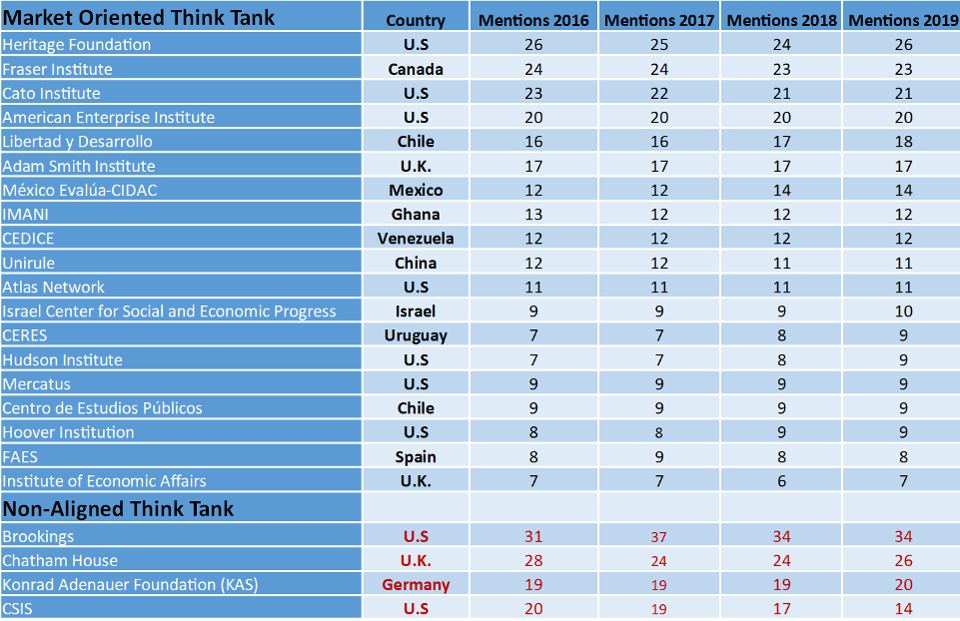 Market Oriented Think Tank Country Mentions 2016 Mentions 2017 Mentions 2018 Mentions 2019
Heritage Foundation U.S 26 25 24 26
Fraser Institute Canada 24 24 23 23
Cato Institute U.S 23 22 21 21
American Enterprise Institute U.S 20 20 20 20
Libertad y Desarrollo Chile 16 16 17 18
Adam Smith Institute U.K. 17 17 17 17
México Evalúa-CIDAC Mexico 12 12 14 14
IMANI Ghana 13 12 12 12
CEDICE Venezuela 12 12 12 12
Unirule China 12 12 11 11
Atlas Network U.S 11 11 11 11
Israel Center for Social and Economic Progress Israel 9 9 9 10
CERES Uruguay 7 7 8 9
Hudson Institute U.S 7 7 8 9
Mercatus U.S 9 9 9 9
Centro de Estudios Públicos Chile 9 9 9 9
Hoover Institution U.S 8 8 9 9
FAES Spain 8 9 8 8
Institute of Economic Affairs U.K. 7 7 6 7
Non-Aligned Think Tank
Brookings U.S 31 37 34 34
Chatham House U.K. 28 24 24 26
Konrad Adenauer Foundation (KAS) Germany 19 19 19 20
CSIS U.S 20 19 17 14